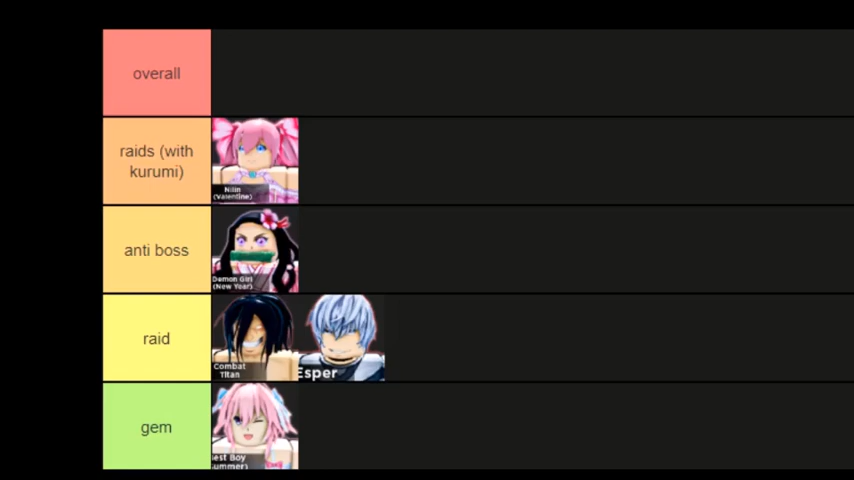 overall
raids (with
kurumi)
Nilin
(Valentine)
anti boss
Demon Girl
(New Year)
raid
Combat
Titan
Esper
gem
est Boy
ummer)